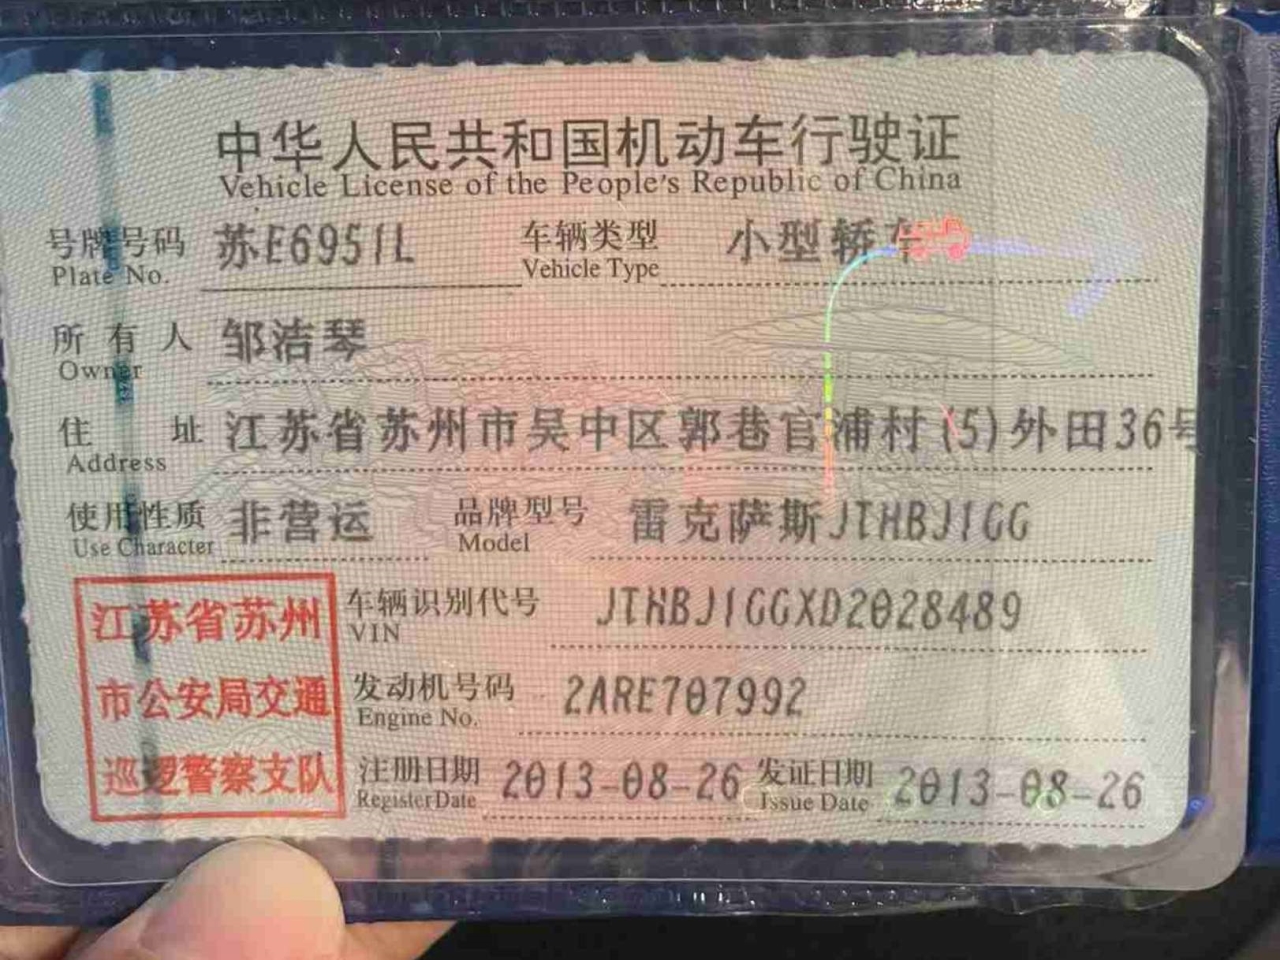 中华人民共和国机动车行驶证
Vehicle License of the People's Republic of China
号牌号码 苏E6951L 车辆类型 小型轿车
Plate No. Vehicle Type
所有人 邹洁琴
Owner
住址 江苏省苏州市吴中区郭巷官浦村(5)外田36号
Address
使用性质 非营运 品牌型号 雷克萨斯JTHBJ1GG
Use Character Model
江苏省苏州
市公安局交通
巡逻警察支队
车辆识别代号 JTHBJ1GGXD2028489
VIN
发动机号码 2ARE707992
Engine No.
注册日期 2013-08-26 发证日期 2013-08-26
Register Date Issue Date